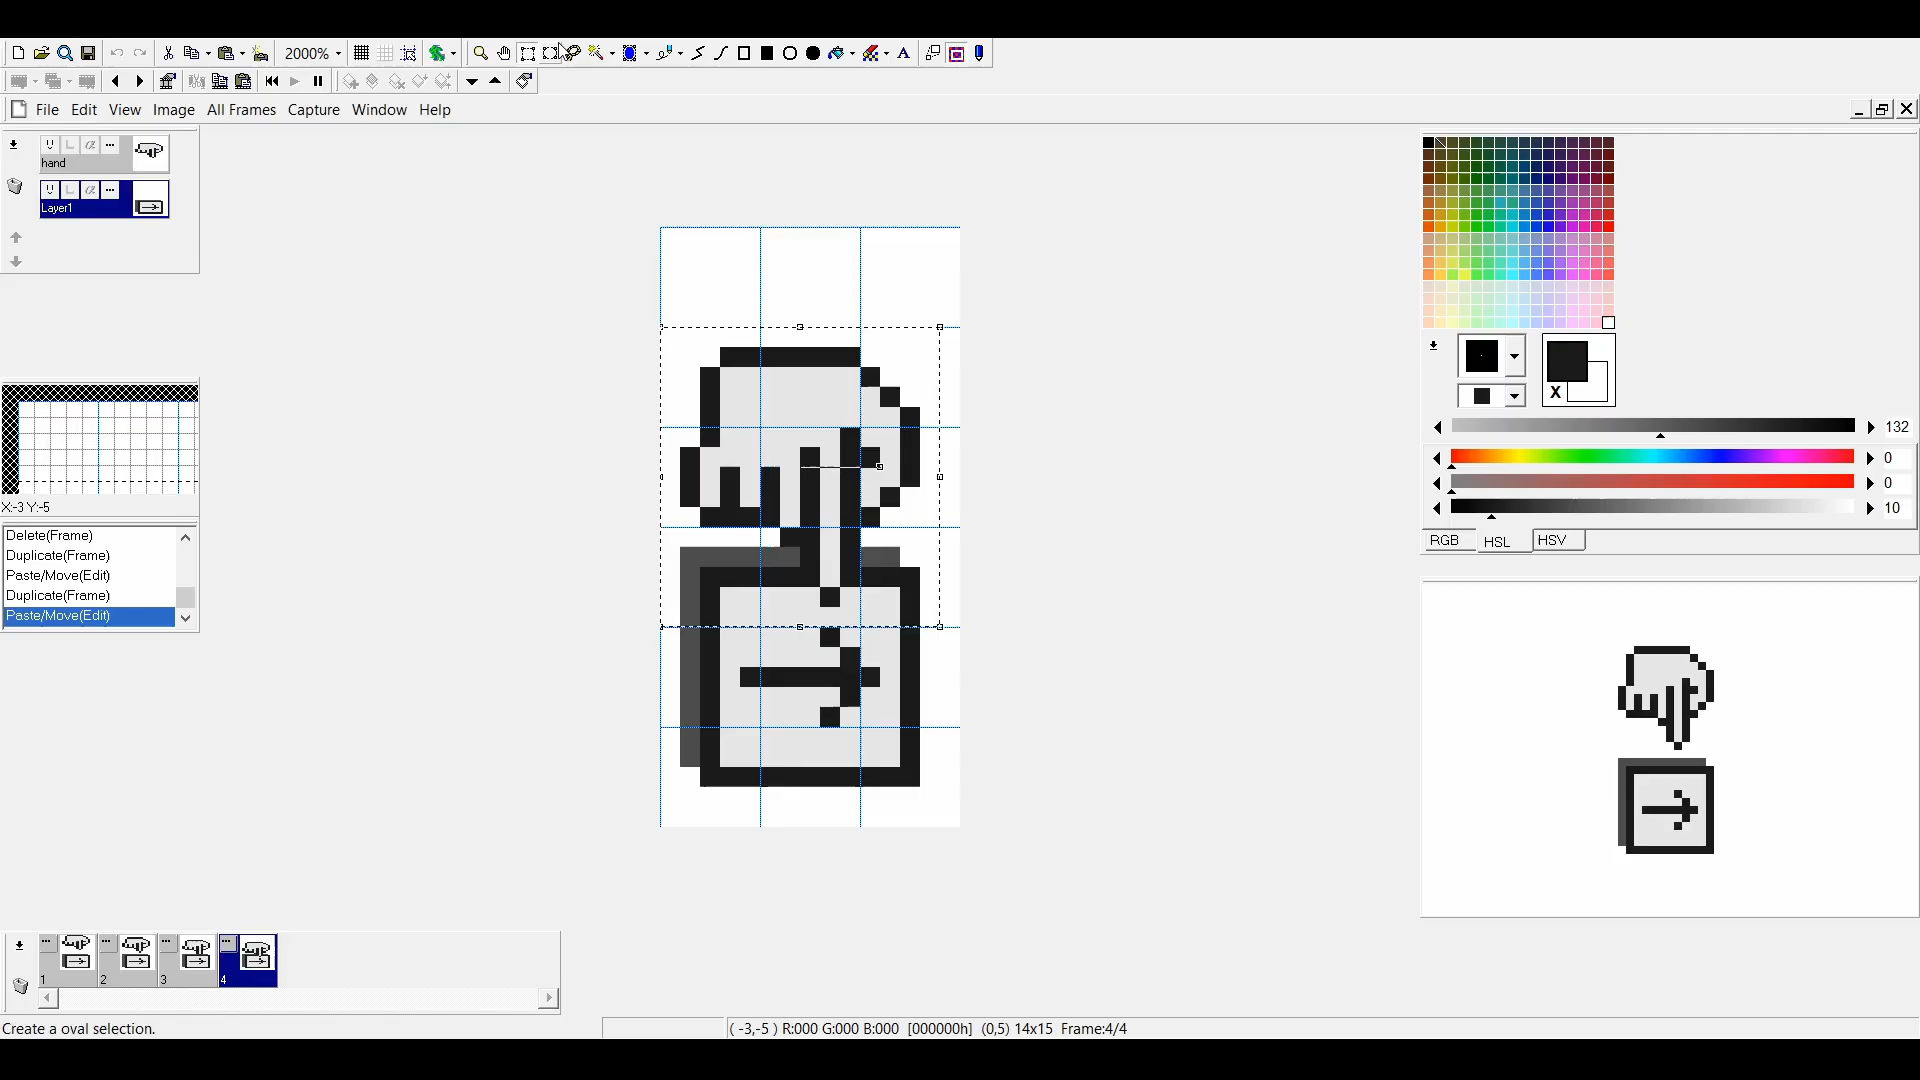 2000%
A
File Edit View Image All Frames Capture Window Help
hand
Layer1
X:-3 Y:-5
Delete(Frame)
Duplicate(Frame)
Paste/Move(Edit)
Duplicate(Frame)
Paste/Move(Edit)
X
132
0
0
10
RGB HSL HSV
1 2 3 4
Create a oval selection.
( -3,-5 ) R:000 G:000 B:000 [000000h] (0,5) 14x15 Frame:4/4